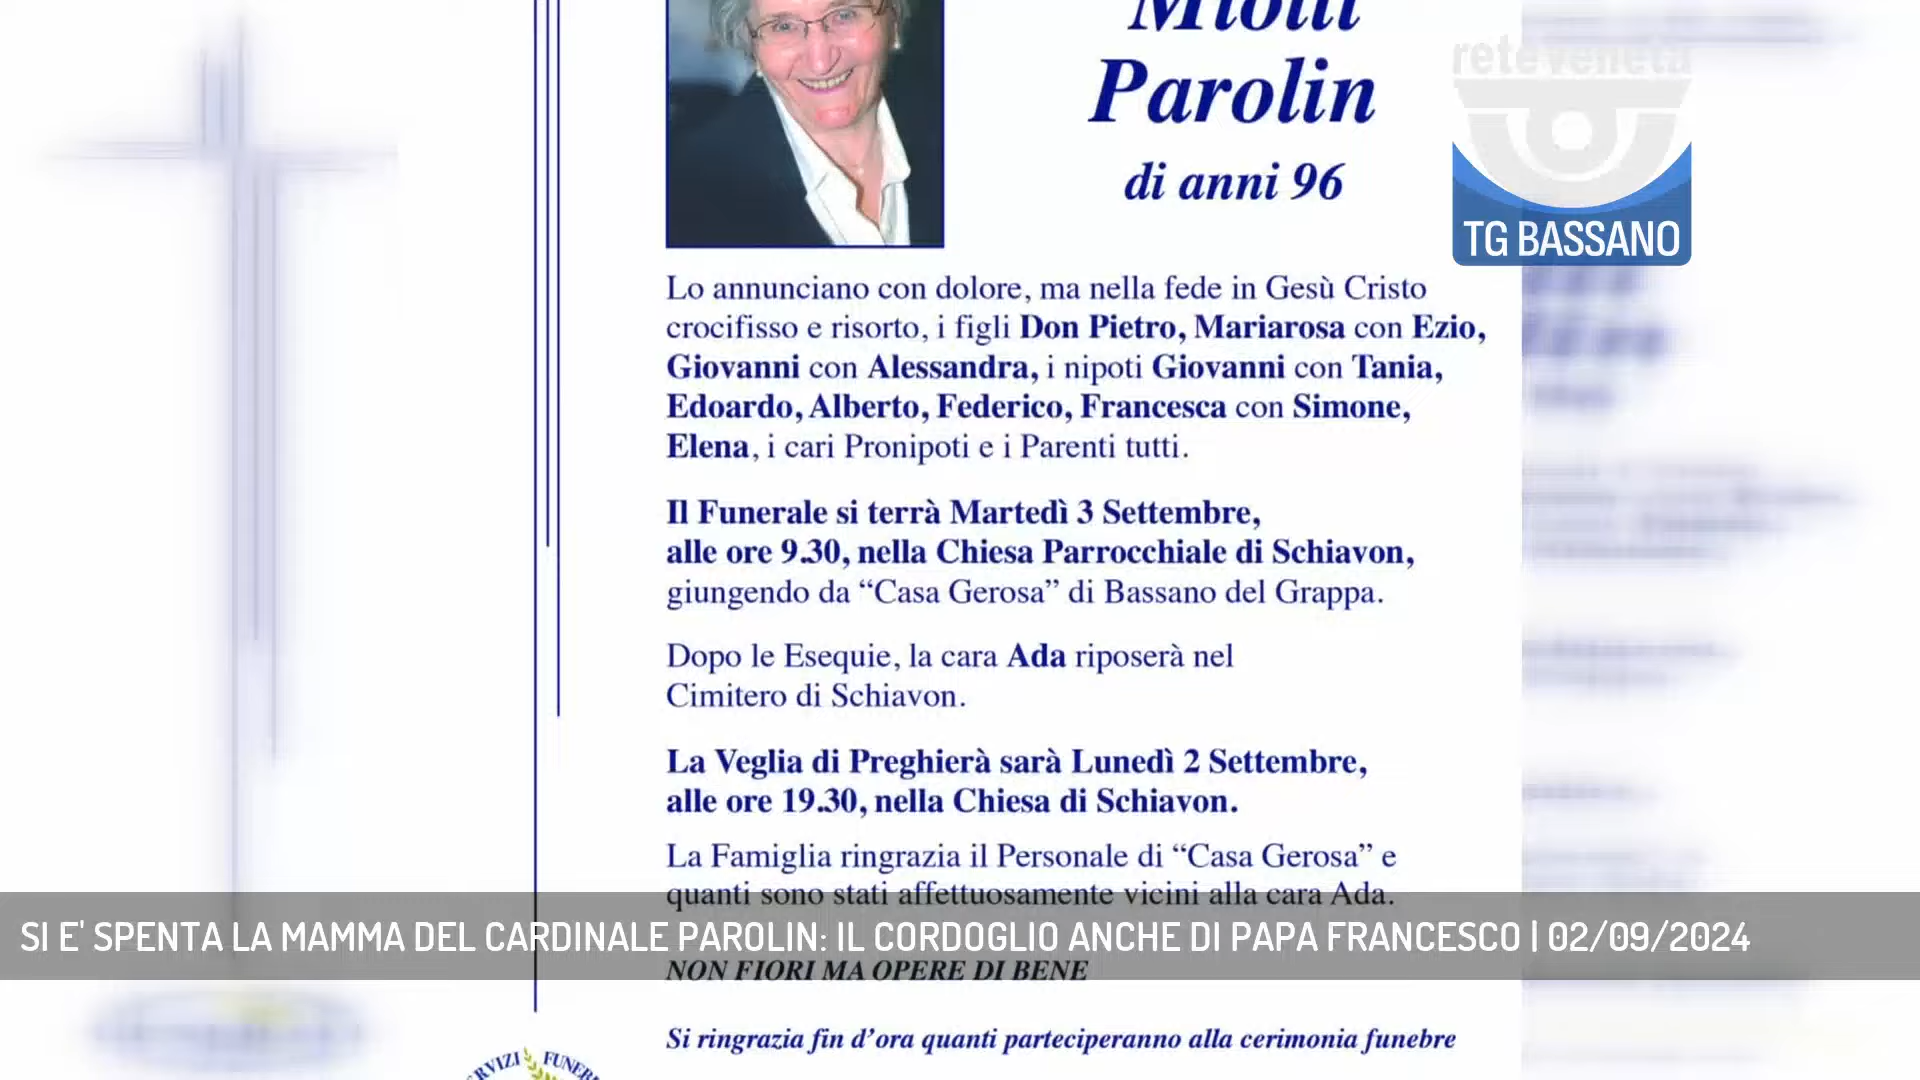 Miolli
Parolin
di anni 96
reteveneta
TG BASSANO
Lo annunciano con dolore, ma nella fede in Gesù Cristo
crocifisso e risorto, i figli Don Pietro, Mariarosa con Ezio,
Giovanni con Alessandra, i nipoti Giovanni con Tania,
Edoardo, Alberto, Federico, Francesca con Simone,
Elena, i cari Pronipoti e i Parenti tutti.
Il Funerale si terrà Martedì 3 Settembre,
alle ore 9.30, nella Chiesa Parrocchiale di Schiavon,
giungendo da “Casa Gerosa” di Bassano del Grappa.
Dopo le Esequie, la cara Ada riposerà nel
Cimitero di Schiavon.
La Veglia di Preghierà sarà Lunedì 2 Settembre,
alle ore 19.30, nella Chiesa di Schiavon.
La Famiglia ringrazia il Personale di “Casa Gerosa” e
quanti sono stati affettuosamente vicini alla cara Ada.
SI E' SPENTA LA MAMMA DEL CARDINALE PAROLIN: IL CORDOGLIO ANCHE DI PAPA FRANCESCO | 02/09/2024
NON FIORI MA OPERE DI BENE
Si ringrazia fin d’ora quanti parteciperanno alla cerimonia funebre